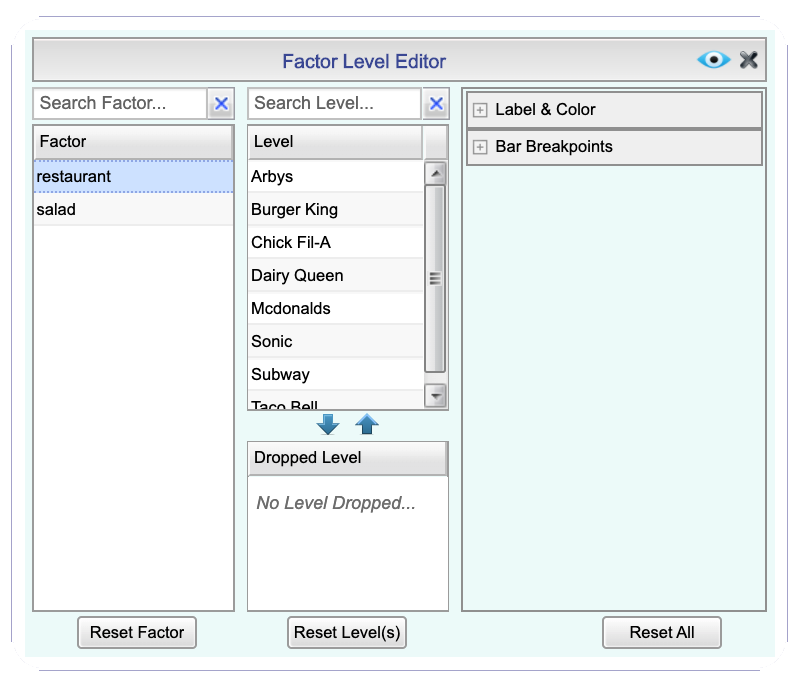 Factor Level Editor
Search Factor...
Search Level...
Label & Color
Bar Breakpoints
Factor
restaurant
salad
Level
Arbys
Burger King
Chick Fil-A
Dairy Queen
Mcdonalds
Sonic
Subway
Taco Bell
Dropped Level
No Level Dropped...
Reset Factor
Reset Level(s)
Reset All